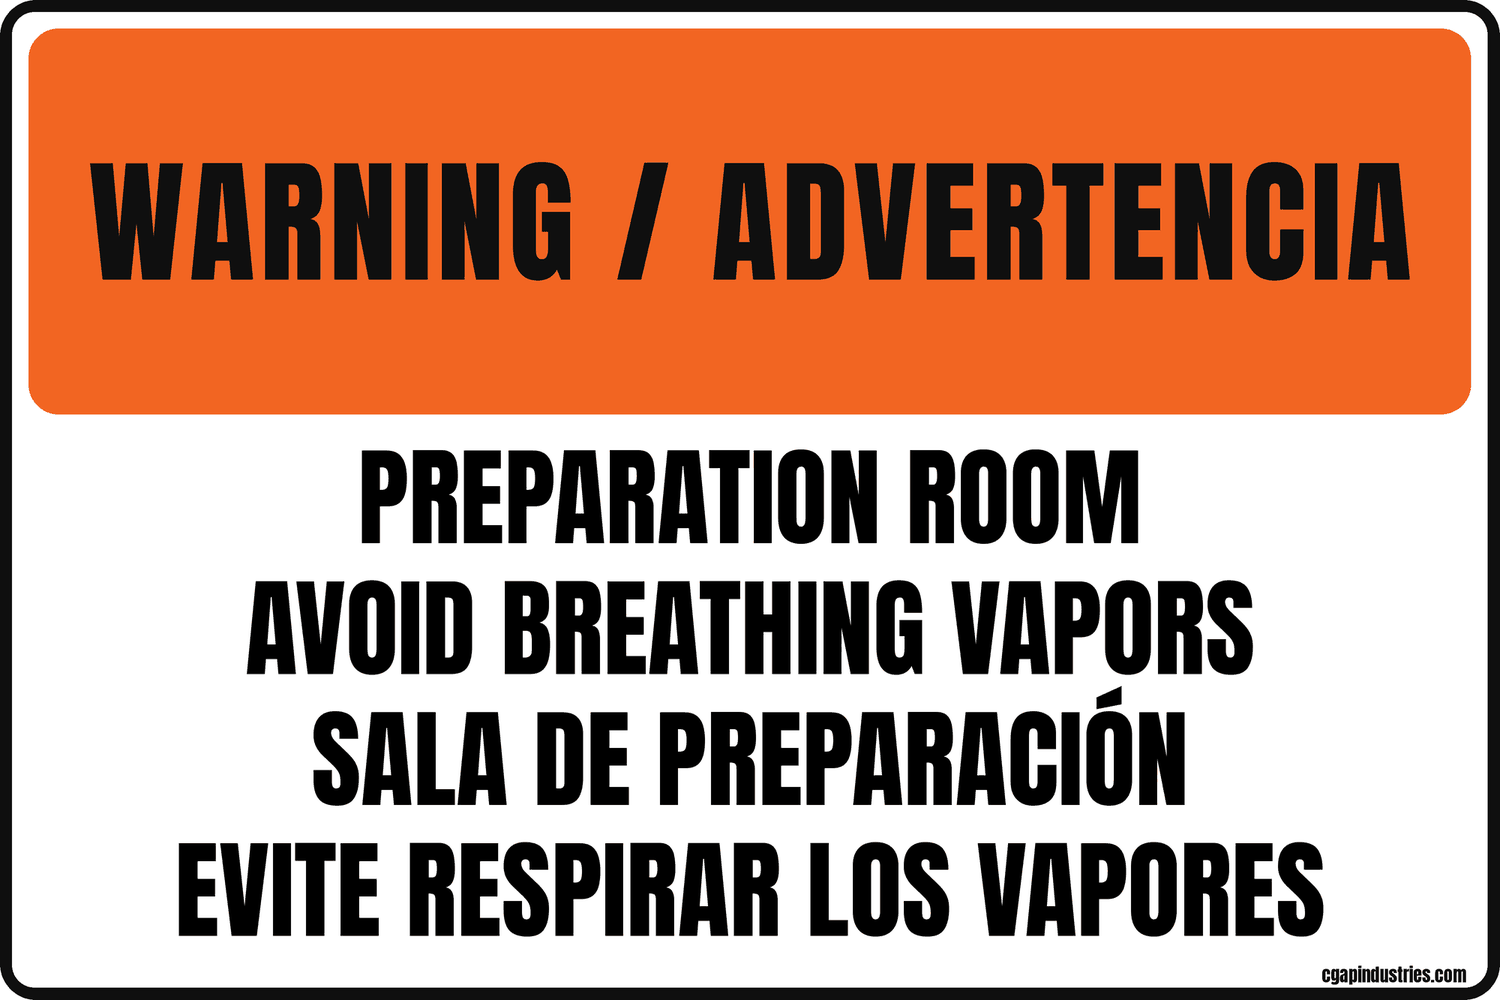 WARNING / ADVERTENCIA
PREPARATION ROOM
AVOID BREATHING VAPORS
SALA DE PREPARACIÓN
EVITE RESPIRAR LOS VAPORES
cgapindustries.com